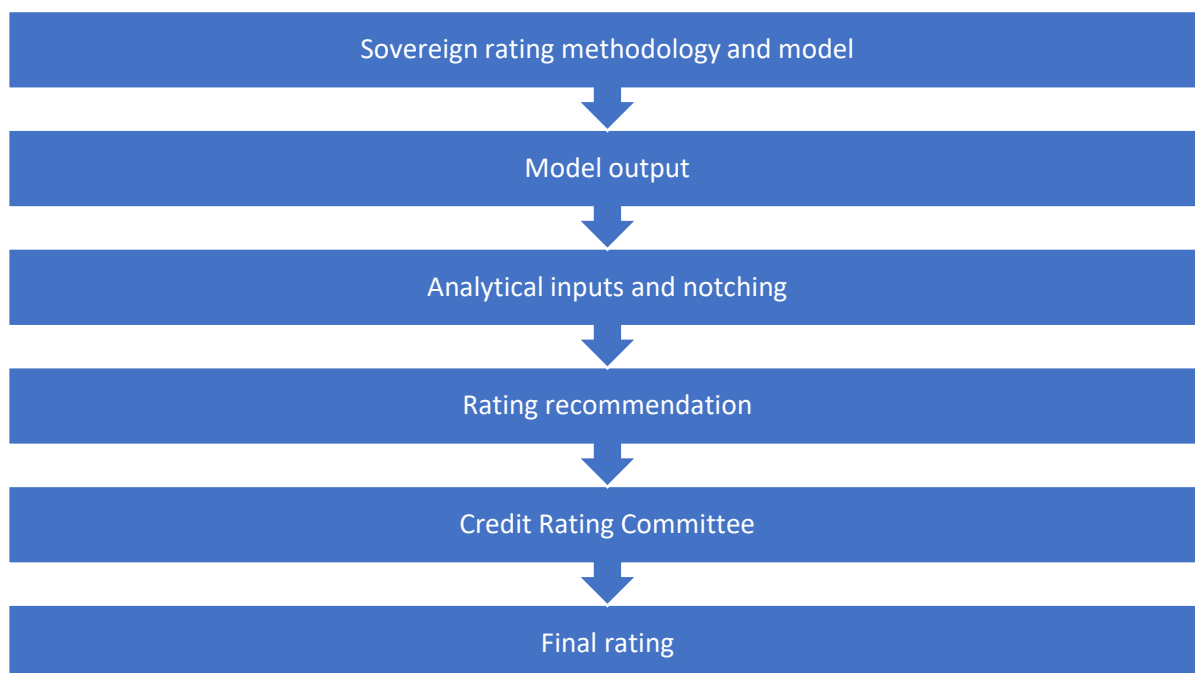 Sovereign rating methodology and model
Model output
Analytical inputs and notching
Rating recommendation
Credit Rating Committee
Final rating